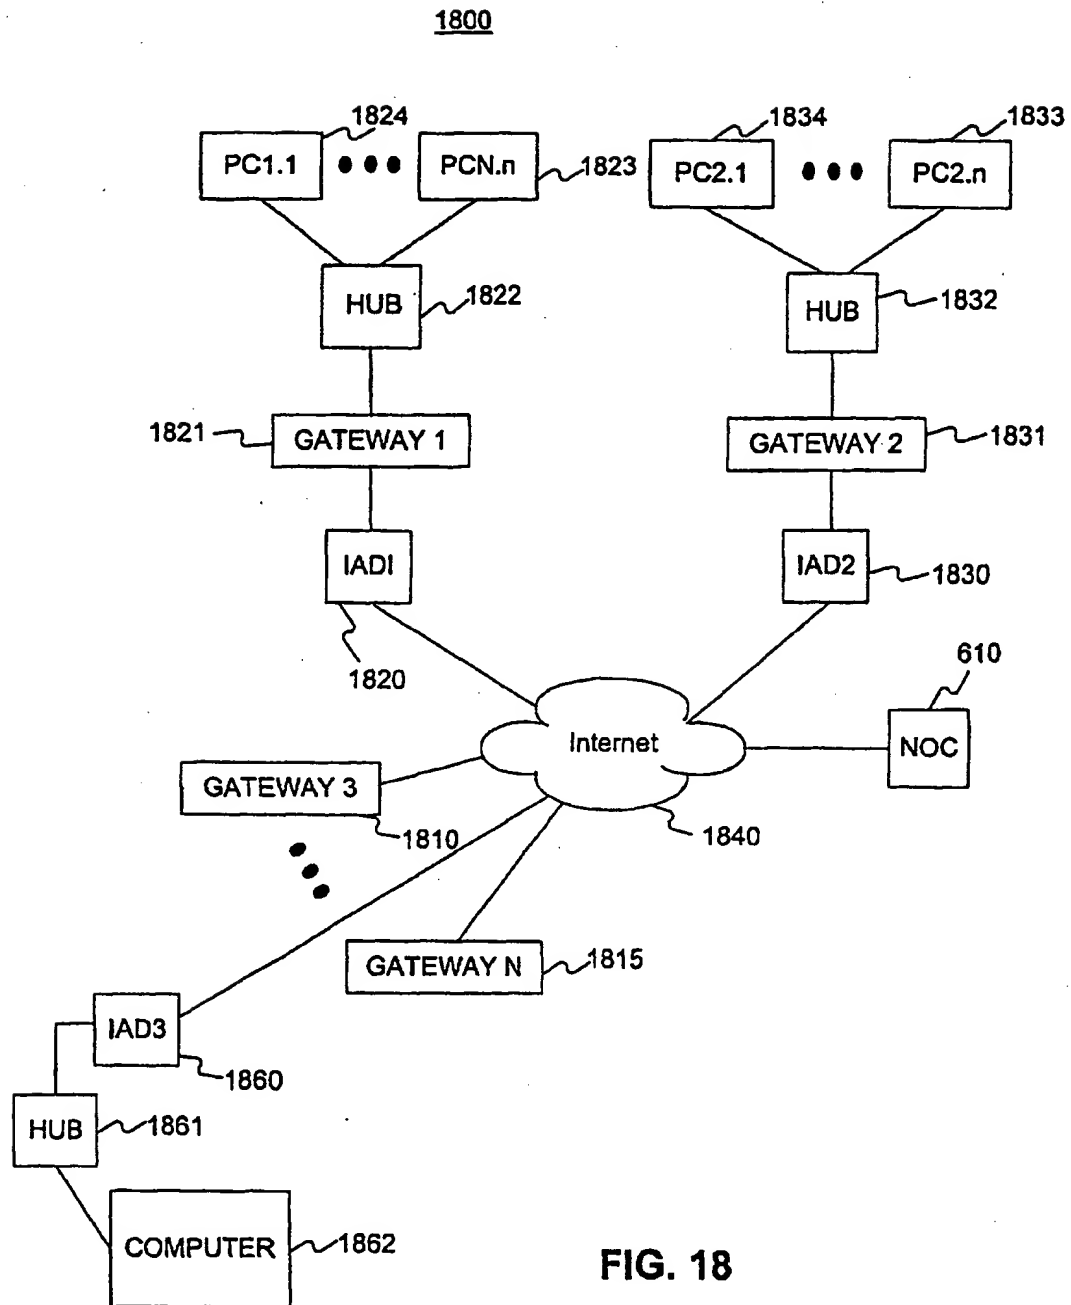 1800
1824
1834
1833
PC1.1
PCN.n
1823
PC2.1
PC2.n
HUB
1822
HUB
1832
1821
GATEWAY 1
GATEWAY 2
1831
IADI
IAD2
1830
1820
610
Internet
NOC
GATEWAY 3
1810
1840
GATEWAY N
1815
IAD3
1860
HUB
1861
COMPUTER
1862
FIG. 18